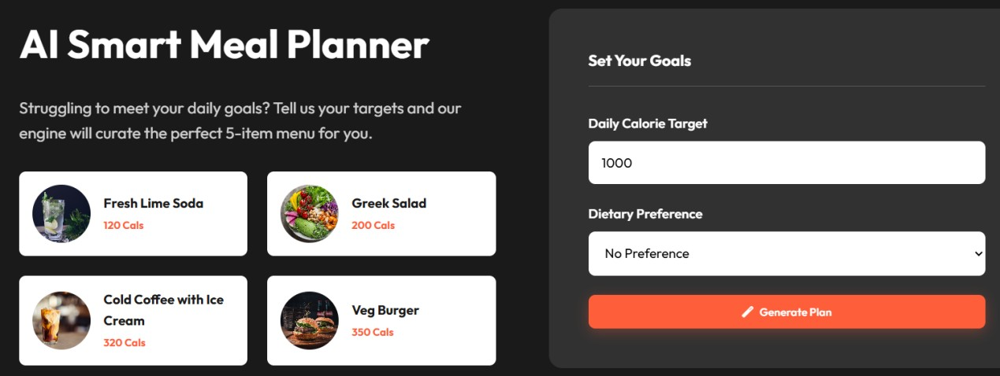 AI Smart Meal Planner
Struggling to meet your daily goals? Tell us your targets and our
engine will curate the perfect 5-item menu for you.
Fresh Lime Soda
120 Cals
Greek Salad
200 Cals
Cold Coffee with Ice
Cream
320 Cals
Veg Burger
350 Cals
Set Your Goals
Daily Calorie Target
1000
Dietary Preference
No Preference
Generate Plan